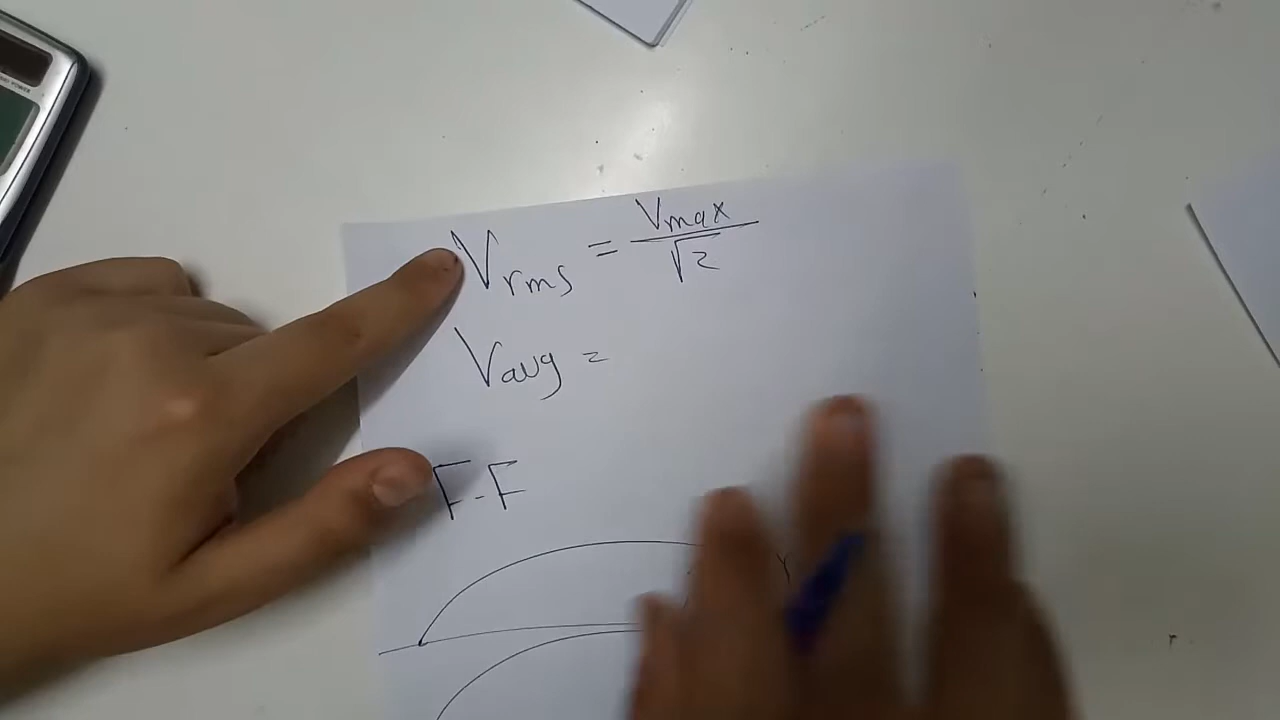 Vrms = Vmax / √2
Vavg =
F-F